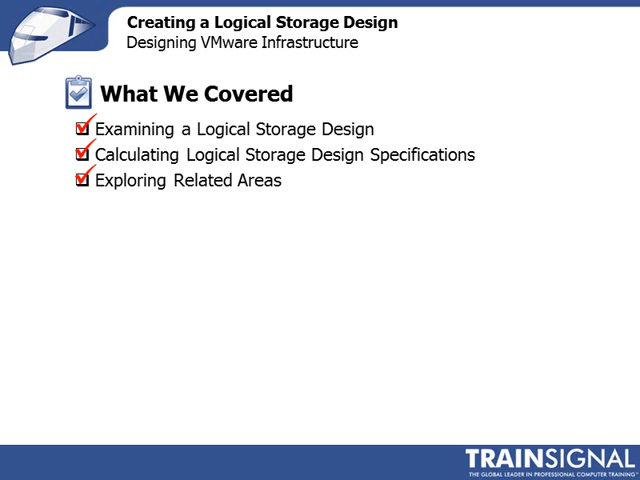 Creating a Logical Storage Design
Designing VMware Infrastructure
What We Covered
Examining a Logical Storage Design
Calculating Logical Storage Design Specifications
Exploring Related Areas
TRAINSIGNAL
THE GLOBAL LEADER IN PROFESSIONAL COMPUTER TRAINING™